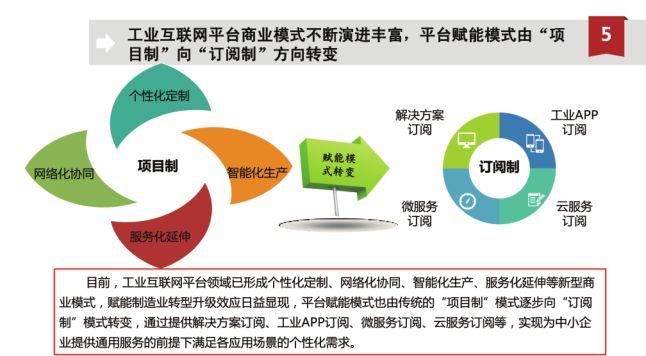 工业互联网平台商业模式不断演进丰富，平台赋能模式由“项
目制”向“订阅制”方向转变
5
个性化定制
网络化协同
项目制
智能化生产
服务化延伸
赋能模
式转变
解决方案
订阅
工业APP
订阅
订阅制
微服务
订阅
云服务
订阅
目前，工业互联网平台领域已形成个性化定制、网络化协同、智能化生产、服务化延伸等新型商
业模式，赋能制造业转型升级效应日益显现，平台赋能模式也由传统的“项目制”模式逐步向“订阅
制”模式转变，通过提供解决方案订阅、工业APP订阅、微服务订阅、云服务订阅等，实现为中小企
业提供通用服务的前提下满足各应用场景的个性化需求。